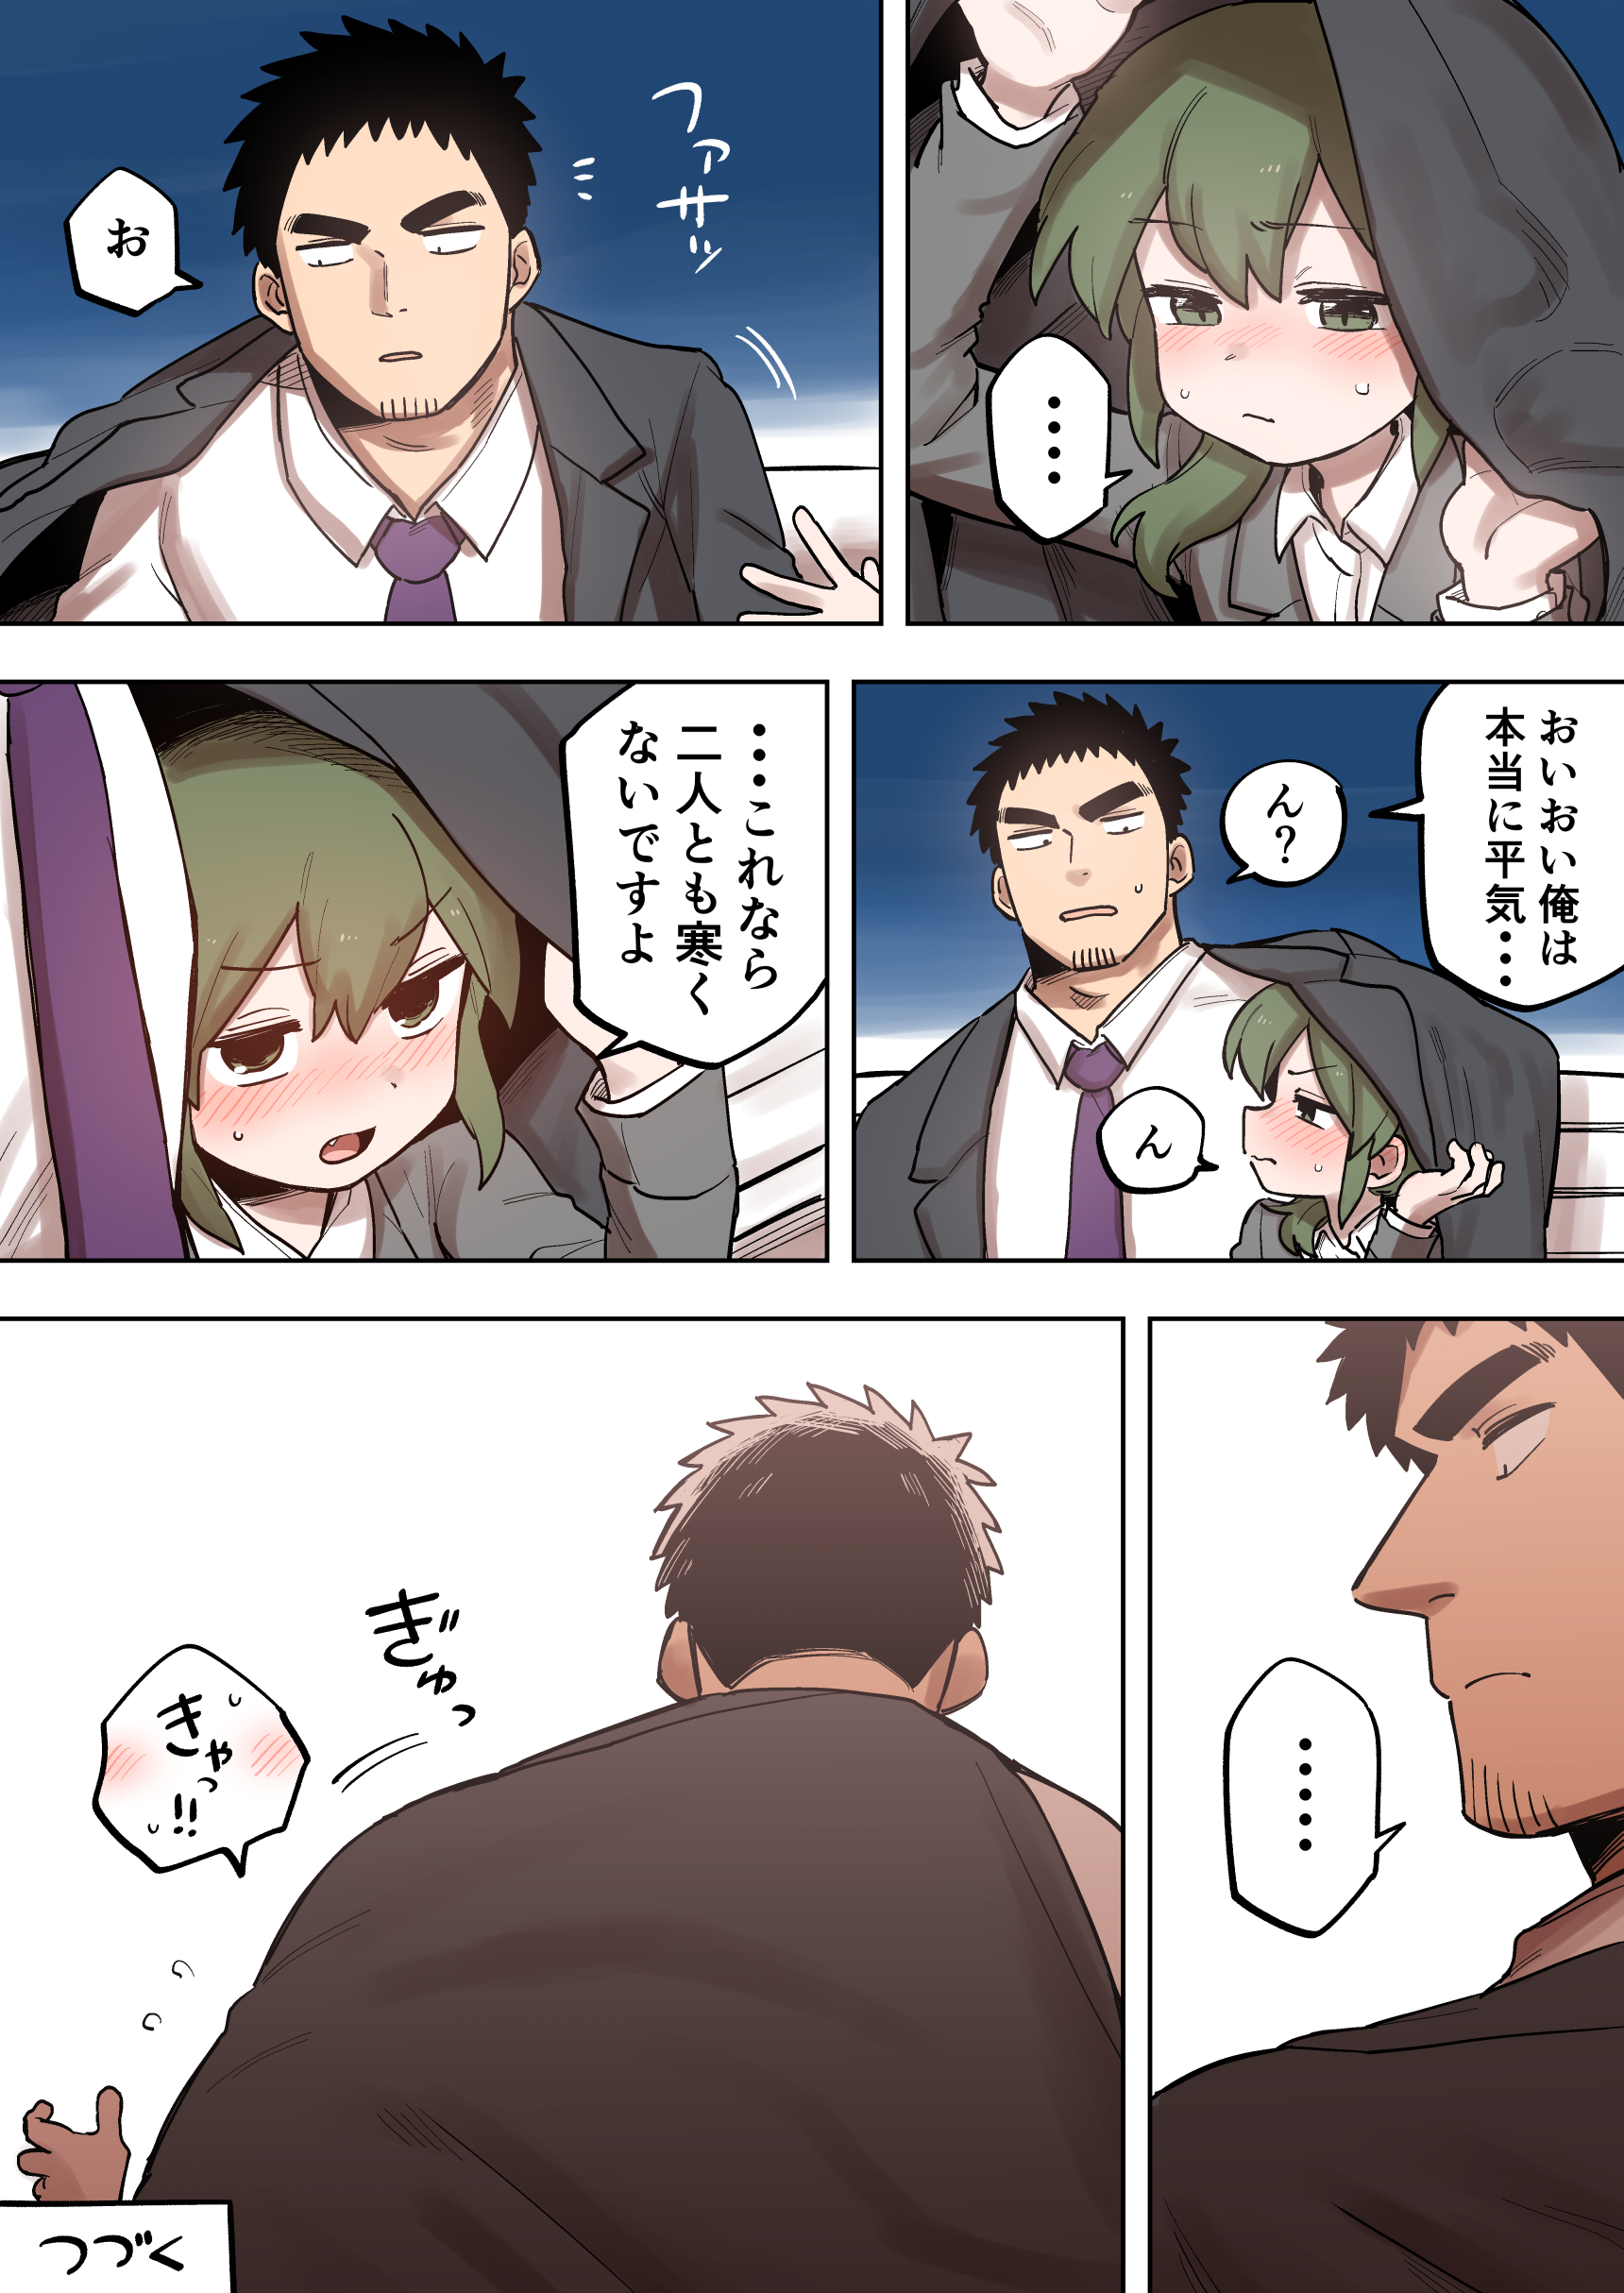 ・・・・
ファサッ
お
おいおい俺は
本当に平気・・・・
ん?
ん
・・・これなら
二人とも寒く
ないですよ
・・・・・
ぎゅっ
きゃっ!!
つづく